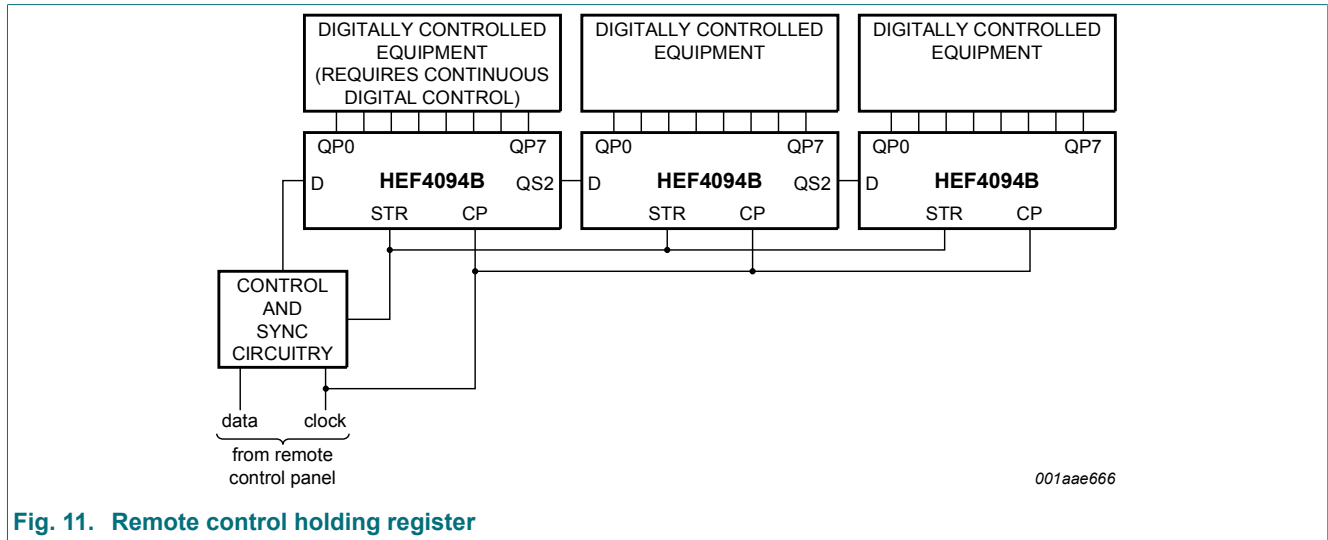 DIGITALLY CONTROLLED
EQUIPMENT
(REQUIRES CONTINUOUS
DIGITAL CONTROL)
DIGITALLY CONTROLLED
EQUIPMENT
DIGITALLY CONTROLLED
EQUIPMENT
QP0 QP7
D HEF4094B QS2
STR CP
QP0 QP7
D HEF4094B QS2
STR CP
QP0 QP7
D HEF4094B
STR CP
CONTROL
AND
SYNC
CIRCUITRY
data clock
from remote
control panel
001aae666
Fig. 11. Remote control holding register